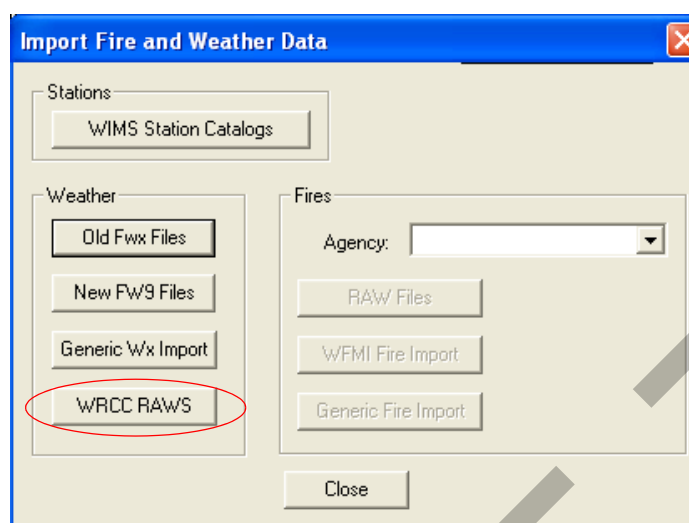 Import Fire and Weather Data
Stations
WIMS Station Catalogs
Weather
Old Fwx Files
New FW9 Files
Generic Wx Import
WRCC RAWS
Fires
Agency:
RAW Files
WFMI Fire Import
Generic Fire Import
Close